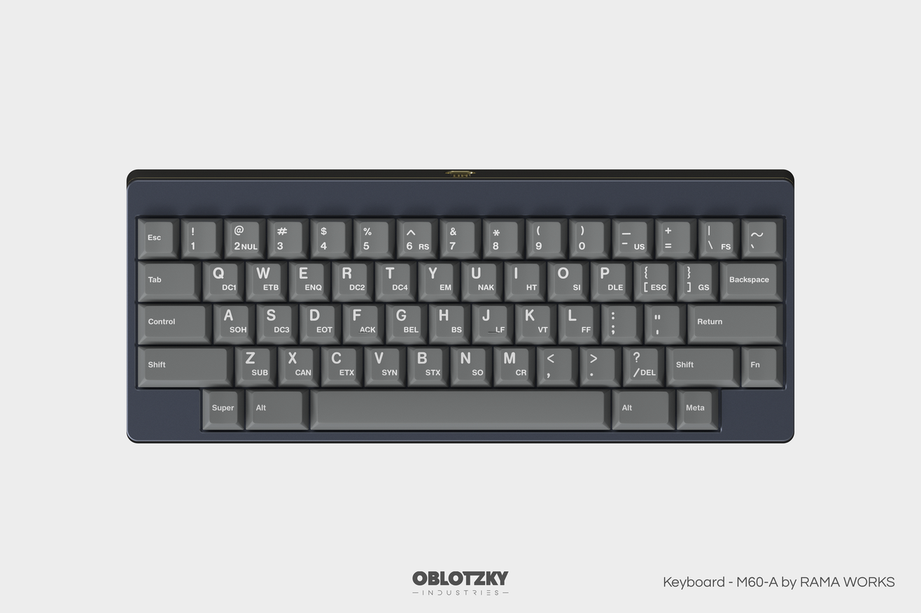 Esc ! 1 @ 2 NUL # 3 $ 4 % 5 ^ 6 RS & 7 * 8 ( 9 ) 0 — - US + = | \ FS ~ `
Tab Q DC1 W ETB E ENQ R DC2 T DC4 Y EM U NAK I HT O SI P DLE { [ ESC } ] GS Backspace
Control A SOH S DC3 D EOT F ACK G BEL H BS J LF K VT L FF : ; " ' Return
Shift Z SUB X CAN C ETX V SYN B STX N SO M CR < , > . ? / DEL Shift Fn
Super Alt Alt Meta
OBLOTZKY
INDUSTRIES
Keyboard - M60-A by RAMA WORKS